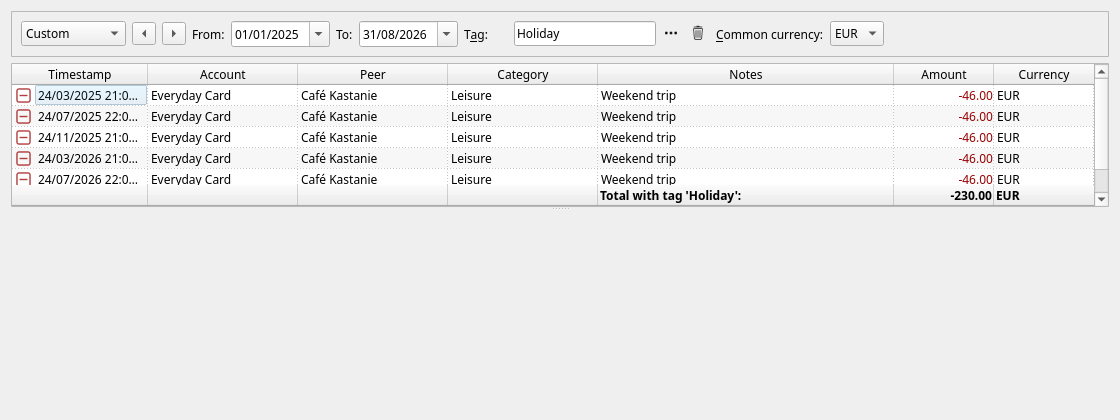 Custom From: 01/01/2025 To: 31/08/2026 Tag: Holiday ••• Common currency: EUR
Timestamp Account Peer Category Notes Amount Currency
24/03/2025 21:0... Everyday Card Café Kastanie Leisure Weekend trip -46.00 EUR
24/07/2025 22:0... Everyday Card Café Kastanie Leisure Weekend trip -46.00 EUR
24/11/2025 21:0... Everyday Card Café Kastanie Leisure Weekend trip -46.00 EUR
24/03/2026 21:0... Everyday Card Café Kastanie Leisure Weekend trip -46.00 EUR
24/07/2026 22:0... Everyday Card Café Kastanie Leisure Weekend trip -46.00 EUR
Total with tag 'Holiday': -230.00 EUR